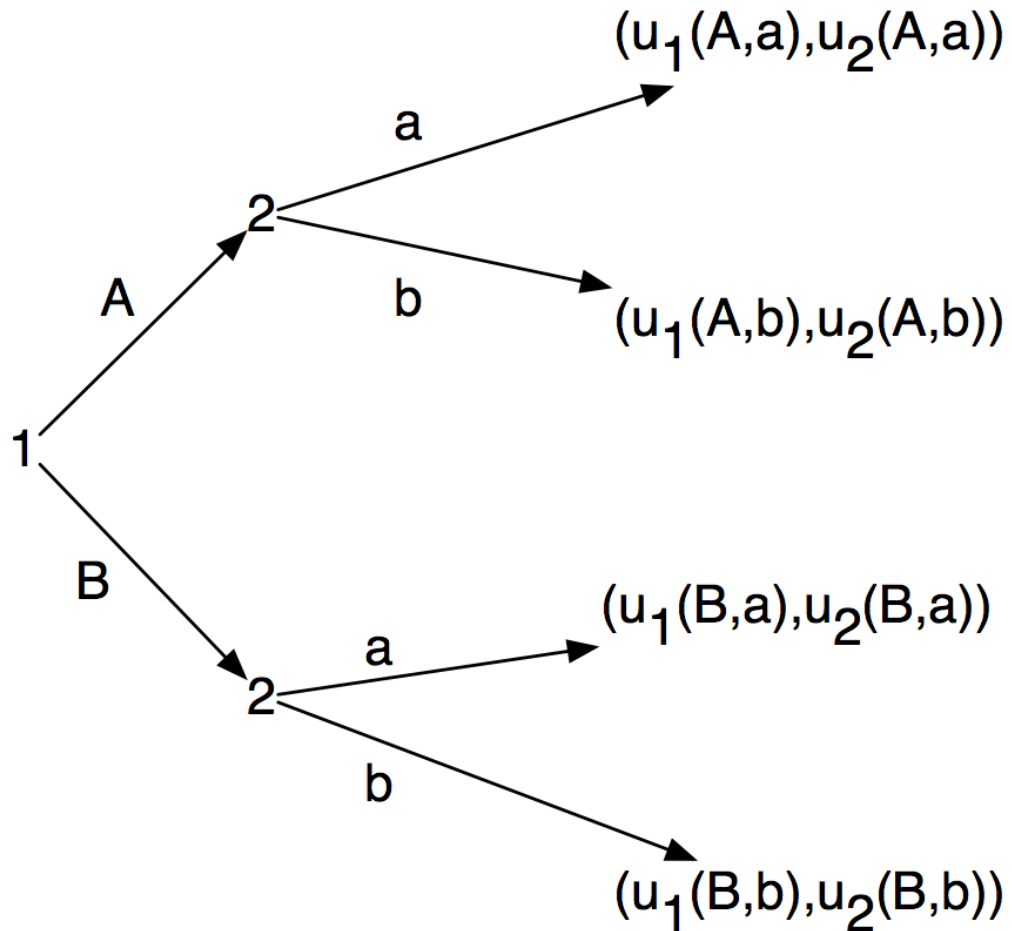 (u1(A,a),u2(A,a))
a
2
A
b
(u1(A,b),u2(A,b))
1
B
(u1(B,a),u2(B,a))
a
2
b
(u1(B,b),u2(B,b))